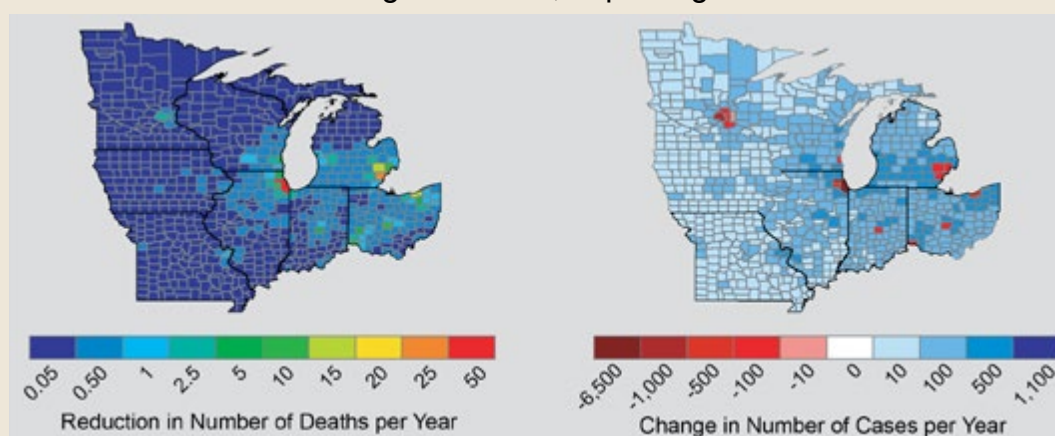 0.05 0.50 1 2.5 5 10 15 20 25 50
Reduction in Number of Deaths per Year
-6,500 -1,000 -500 -100 -10 0 10 100 500 1,100
Change in Number of Cases per Year